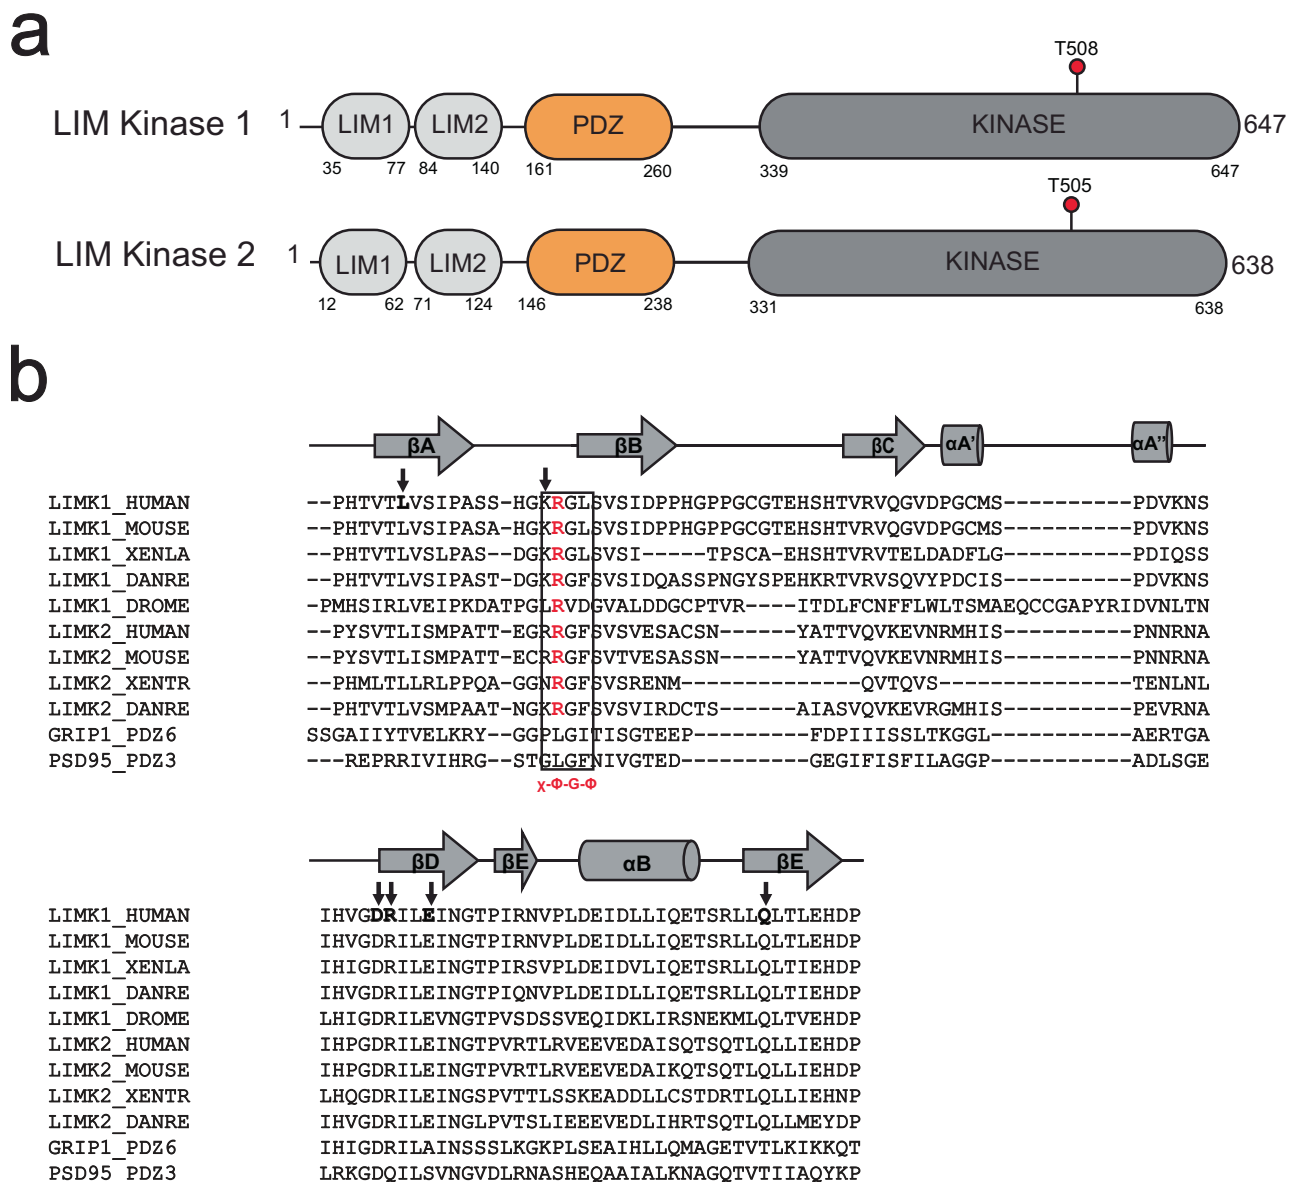 a
T508
LIM Kinase 1 1 LIM1 LIM2 PDZ KINASE 647
35 77 84 140 161 260 339 647
T505
LIM Kinase 2 1 LIM1 LIM2 PDZ KINASE 638
12 62 71 124 146 238 331 638
b
βA βB βC αA' αA''
LIMK1_HUMAN --PHTVTLVSIPASS-HGKRGLSVSIDPPHGPPGCGTEHSHTVRVQGVDPGCMS----------PDVKNS
LIMK1_MOUSE --PHTVTLVSIPASA-HGKRGLSVSIDPPHGPPGCGTEHSHTVRVQGVDPGCMS----------PDVKNS
LIMK1_XENLA --PHTVTLVSLPAS--DGKRGLSVSI-----TPSCA-EHSHTVRVTELDADFLG----------PDIQSS
LIMK1_DANRE --PHTVTLVSIPAST-DGKRGFSVSIDQASSPNGYSPEHKRTVRVSQVYPDCIS----------PDVKNS
LIMK1_DROME -PMHSIRLVEIPKDATPGLRVDGVALDDGCPTVR----ITDLFCNFFLWLTSMAEQCCGAPYRIDVNLTN
LIMK2_HUMAN --PYSVTLISMPATT-EGRRGFSVSVESACSN------YATTVQVKEVNRMHIS----------PNNRNA
LIMK2_MOUSE --PYSVTLISMPATT-ECRRGFSVTVESASSN------YATTVQVKEVNRMHIS----------PNNRNA
LIMK2_XENTR --PHMLTLLRLPPQA-GGNRGFSVSRENM--------------QVTQVS---------------TENLNL
LIMK2_DANRE --PHTVTLVSMPAAT-NGKRGFSVSVIRDCTS------AIASVQVKEVRGMHIS----------PEVRNA
GRIP1_PDZ6 SSGAIIYTVELKRY--GGPLGITISGTEEP---------FDPIIISSLTKGGL-----------AERTGA
PSD95_PDZ3 ---REPRRIVIHRG--STGLGFNIVGTED----------GEGIFISFILAGGP-----------ADLSGE
χ-Φ-G-Φ
βD βE αB βE
LIMK1_HUMAN IHVGDRILEINGTPIRNVPLDEIDLLIQETSRLLQLTLEHDP
LIMK1_MOUSE IHVGDRILEINGTPIRNVPLDEIDLLIQETSRLLQLTLEHDP
LIMK1_XENLA IHIGDRILEINGTPIRSVPLDEIDVLIQETSRLLQLTIEHDP
LIMK1_DANRE IHVGDRILEINGTPIQNVPLDEIDLLIQETSRLLQLTIEHDP
LIMK1_DROME LHIGDRILEVNGTPVSDSSVEQIDKLIRSNEKMLQLTVEHDP
LIMK2_HUMAN IHPGDRILEINGTPVRTLRVEEVEDAISQTSQTLQLLIEHDP
LIMK2_MOUSE IHPGDRILEINGTPVRTLRVEEVEDAIKQTSQTLQLLIEHDP
LIMK2_XENTR LHQGDRILEINGSPVTTLSSKEADDLLCSTDRTLQLLIEHNP
LIMK2_DANRE IHVGDRILEINGLPVTSLIEEEVEDLIHRTSQTLQLLMEYDP
GRIP1_PDZ6 IHIGDRILAINSSSLKGKPLSEAIHLLQMAGETVTLKIKKQT
PSD95 PDZ3 LRKGDQILSVNGVDLRNASHEQAAIALKNAGQTVTIIAQYKP